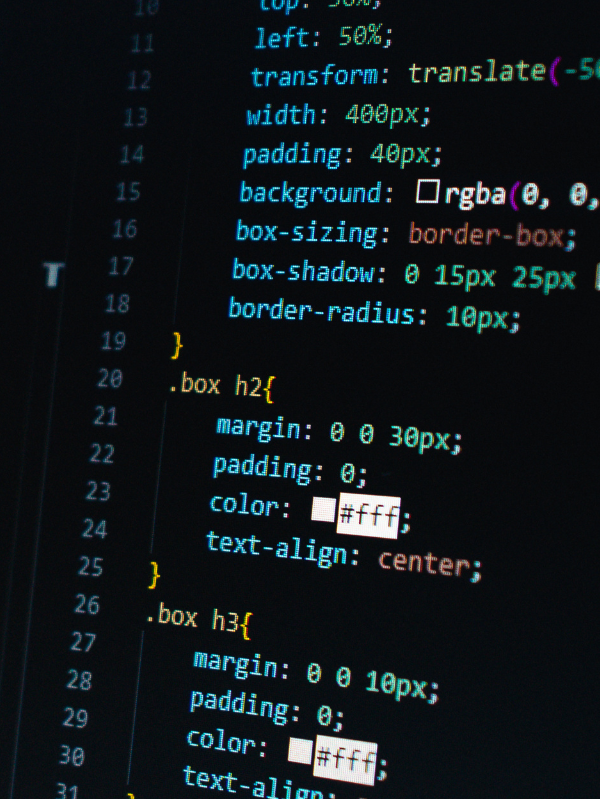 10 top: 50%;
11 left: 50%;
12 transform: translate(-50
13 width: 400px;
14 padding: 40px;
15 background: rgba(0, 0,
16 box-sizing: border-box;
17 box-shadow: 0 15px 25px
18 border-radius: 10px;
19 }
20 .box h2{
21 margin: 0 0 30px;
22 padding: 0;
23 color: #fff;
24 text-align: center;
25 }
26 .box h3{
27 margin: 0 0 10px;
28 padding: 0;
29 color: #fff;
30 text-align:
31 }
T